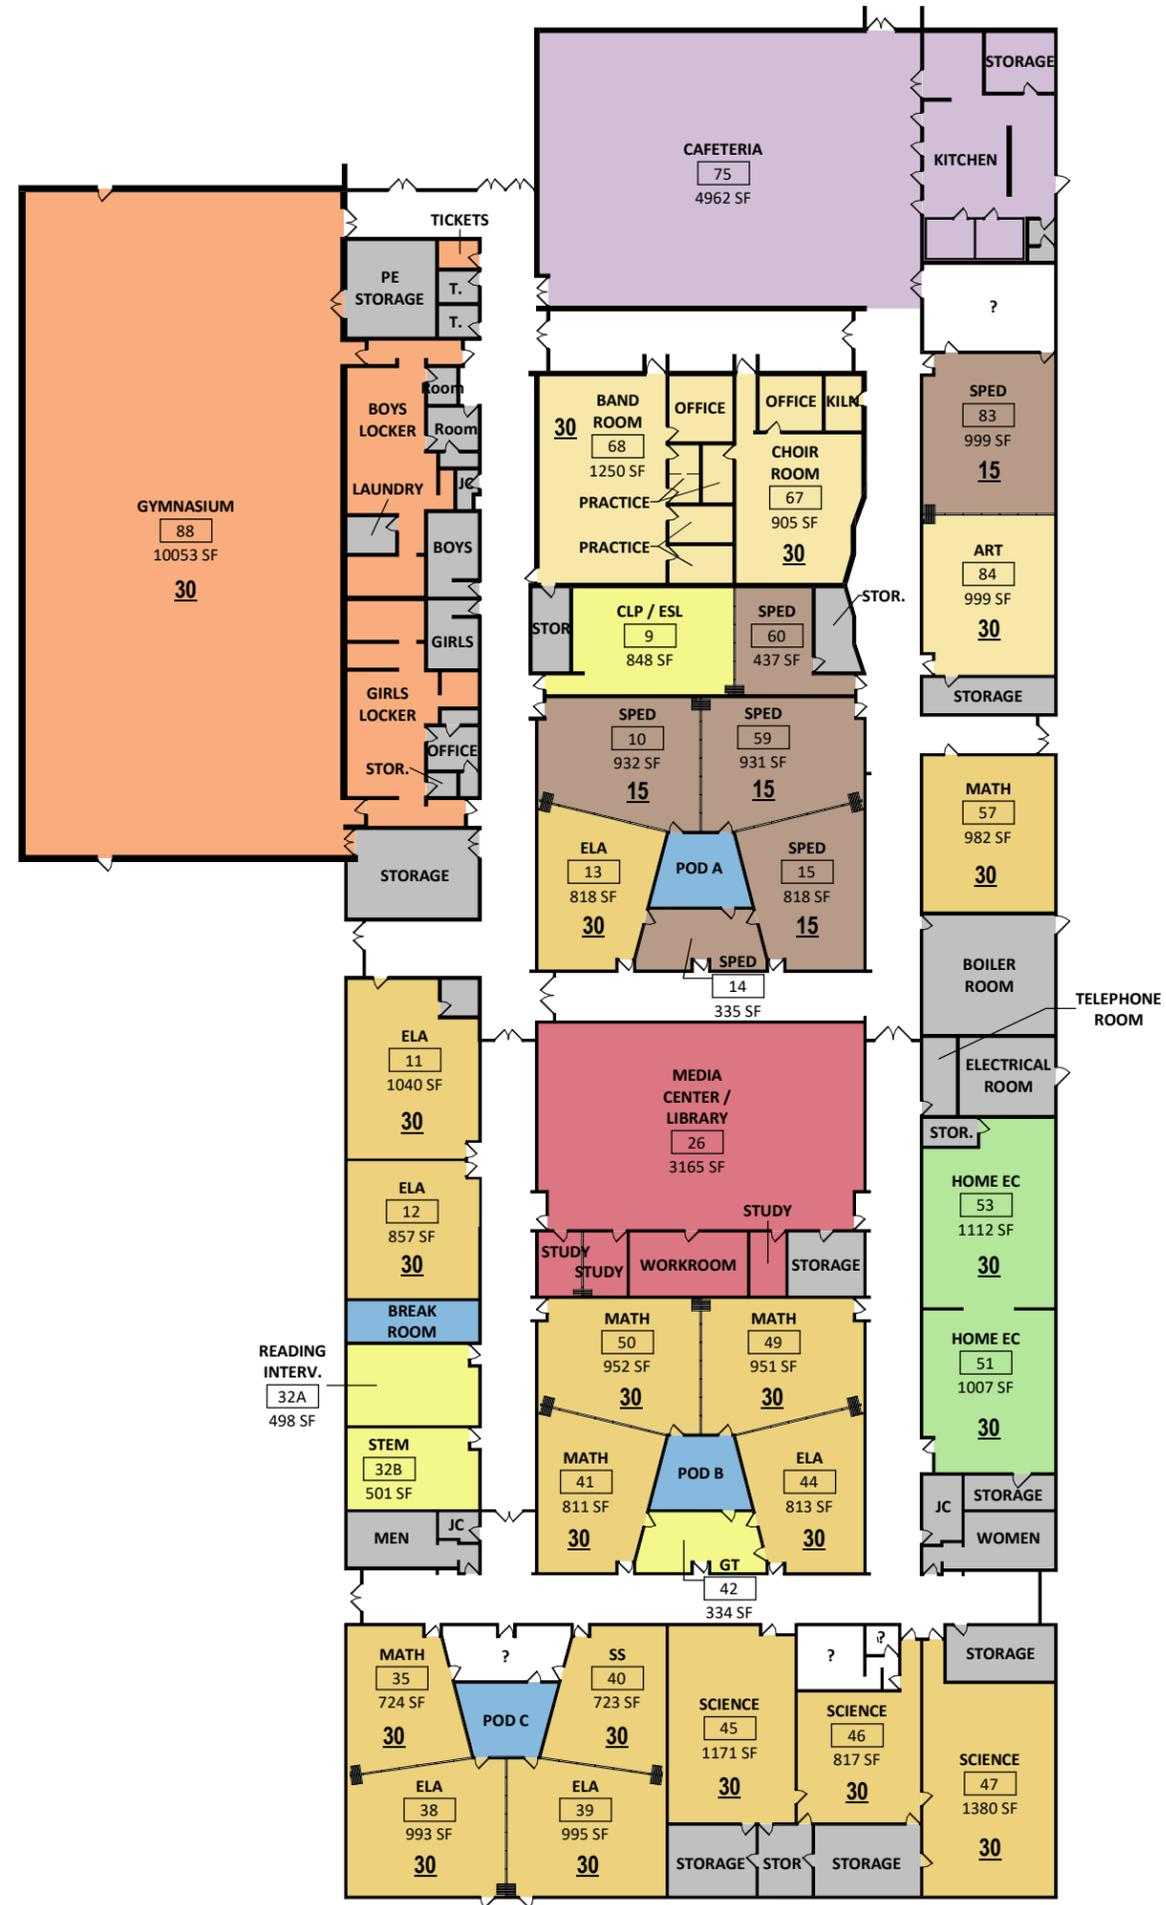 STORAGE
CAFETERIA
75
4962 SF
KITCHEN
TICKETS
PE
STORAGE
T.
T.
?
Room
BOYS
LOCKER
Room
LAUNDRY
JC
BOYS
GYMNASIUM
88
10053 SF
30
GIRLS
GIRLS
LOCKER
OFFICE
STOR.
STORAGE
BAND
ROOM
30
68
1250 SF
OFFICE
OFFICE
KILN
CHOIR
ROOM
67
905 SF
30
PRACTICE
PRACTICE
SPED
83
999 SF
15
ART
84
999 SF
30
STORAGE
STOR
CLP / ESL
9
848 SF
SPED
60
437 SF
STOR.
SPED
10
932 SF
15
SPED
59
931 SF
15
ELA
13
818 SF
30
POD A
SPED
15
818 SF
15
SPED
14
335 SF
MATH
57
982 SF
30
BOILER
ROOM
TELEPHONE
ROOM
ELECTRICAL
ROOM
ELA
11
1040 SF
30
ELA
12
857 SF
30
BREAK
ROOM
READING
INTERV.
32A
498 SF
STEM
32B
501 SF
MEN
JC
MEDIA
CENTER /
LIBRARY
26
3165 SF
STUDY
STUDY
STUDY
WORKROOM
STORAGE
STOR.
HOME EC
53
1112 SF
30
HOME EC
51
1007 SF
30
JC
STORAGE
WOMEN
MATH
50
952 SF
30
MATH
49
951 SF
30
MATH
41
811 SF
30
POD B
ELA
44
813 SF
30
GT
42
334 SF
MATH
35
724 SF
30
?
POD C
SS
40
723 SF
30
ELA
38
993 SF
30
ELA
39
995 SF
30
SCIENCE
45
1171 SF
30
?
?
SCIENCE
46
817 SF
30
STORAGE
SCIENCE
47
1380 SF
30
STORAGE
STOR
STORAGE